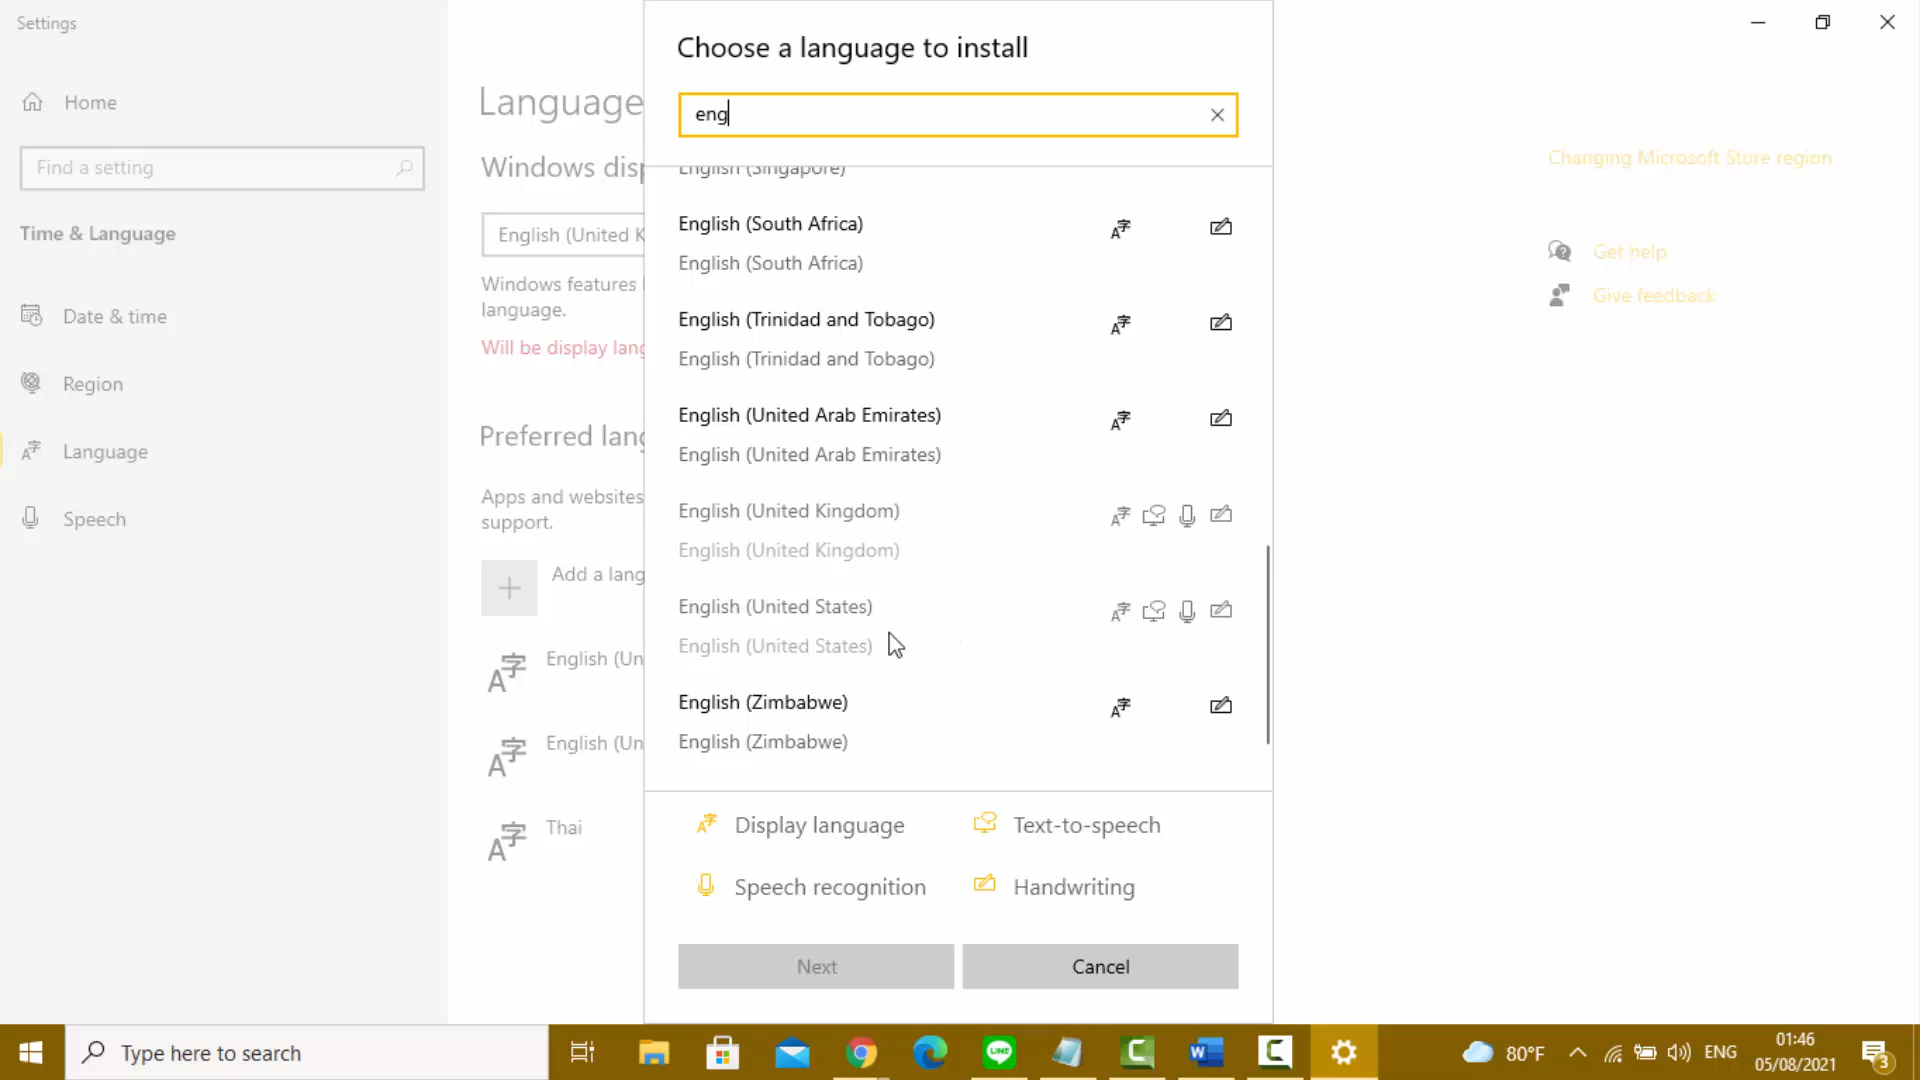 Settings
Home
Find a setting
Time & Language
Date & time
Region
Language
Speech
Language
Windows disp
English (United K
Windows features
language.
Will be display lang
Preferred lang
Apps and websites
support.
Add a lang
English (Un
English (Un
Thai
Choose a language to install
eng
English (Singapore)
English (South Africa)
English (South Africa)
English (Trinidad and Tobago)
English (Trinidad and Tobago)
English (United Arab Emirates)
English (United Arab Emirates)
English (United Kingdom)
English (United Kingdom)
English (United States)
English (United States)
English (Zimbabwe)
English (Zimbabwe)
Display language
Text-to-speech
Speech recognition
Handwriting
Next
Cancel
Changing Microsoft Store region
Get help
Give feedback
Type here to search
LINE
80°F
ENG
01:46
05/08/2021
3